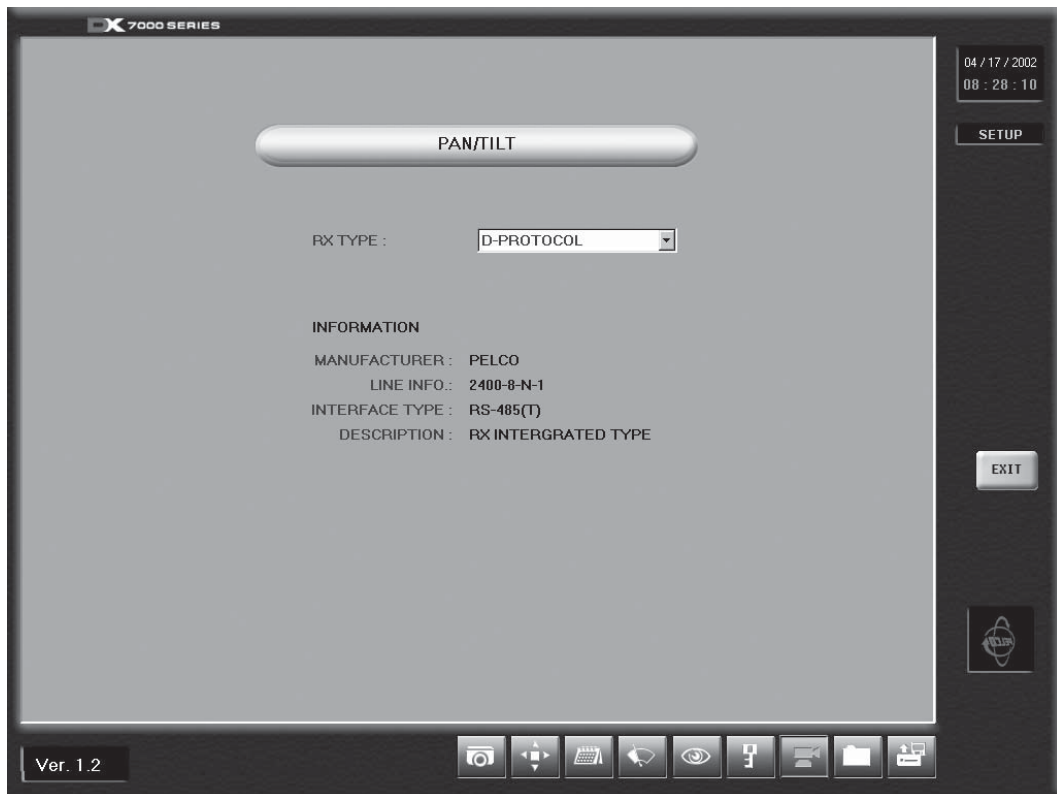 DX 7000 SERIES
04 / 17 / 2002
08 : 28 : 10
SETUP
PAN/TILT
RX TYPE : D-PROTOCOL
INFORMATION
MANUFACTURER : PELCO
LINE INFO.: 2400-8-N-1
INTERFACE TYPE : RS-485(T)
DESCRIPTION : RX INTERGRATED TYPE
EXIT
Ver. 1.2